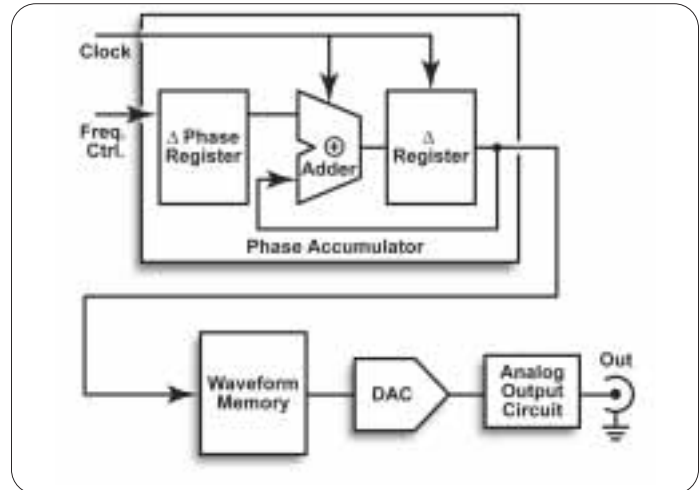 Clock
Freq.
Ctrl.
Δ Phase
Register
Adder
Δ
Register
Phase Accumulator
Waveform
Memory
DAC
Analog
Output
Circuit
Out